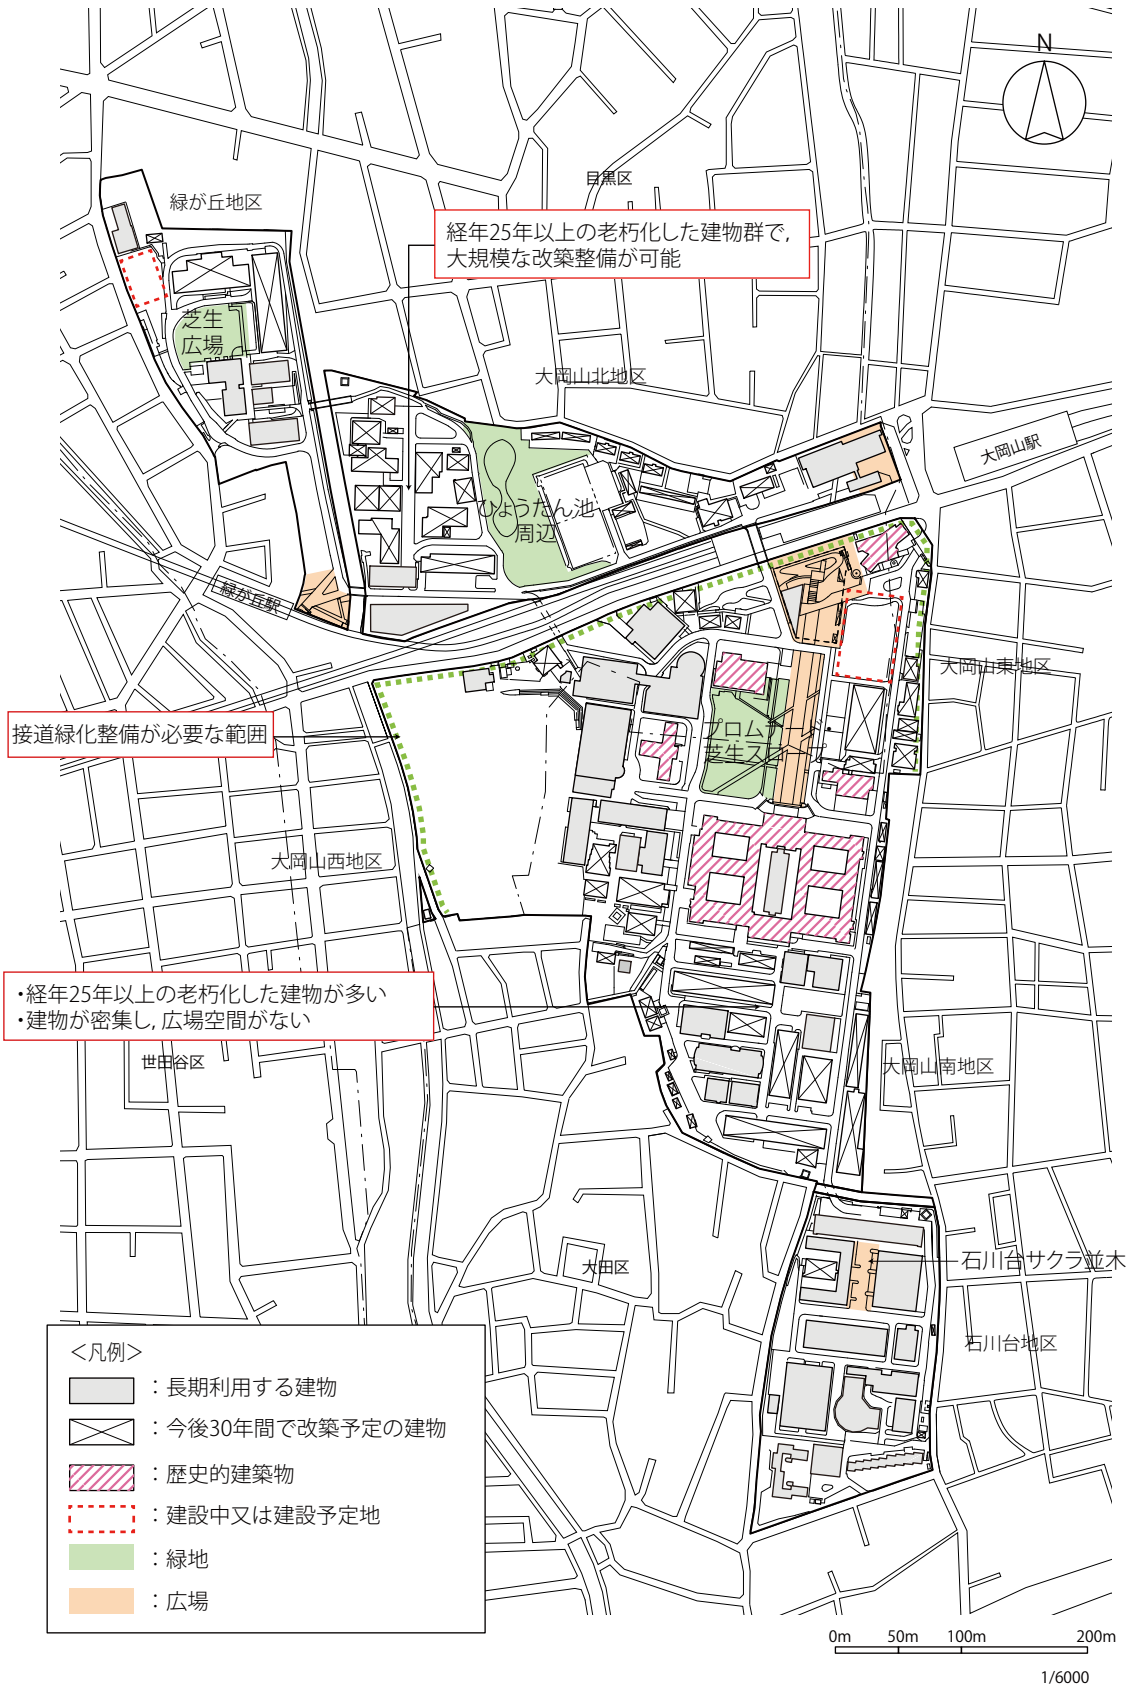 N
目黒区
緑が丘地区
経年25年以上の老朽化した建物群で,
大規模な改築整備が可能
芝生
広場
大岡山北地区
大岡山駅
ひょうたん池
周辺
緑が丘駅
大岡山東地区
接道緑化整備が必要な範囲
プロムナード
芝生スロープ
大岡山西地区
・経年25年以上の老朽化した建物が多い
・建物が密集し, 広場空間がない
世田谷区
大岡山南地区
大田区
石川台サクラ並木
石川台地区
＜凡例＞
：長期利用する建物
：今後30年間で改築予定の建物
：歴史的建築物
：建設中又は建設予定地
：緑地
：広場
0m 50m 100m 200m
1/6000